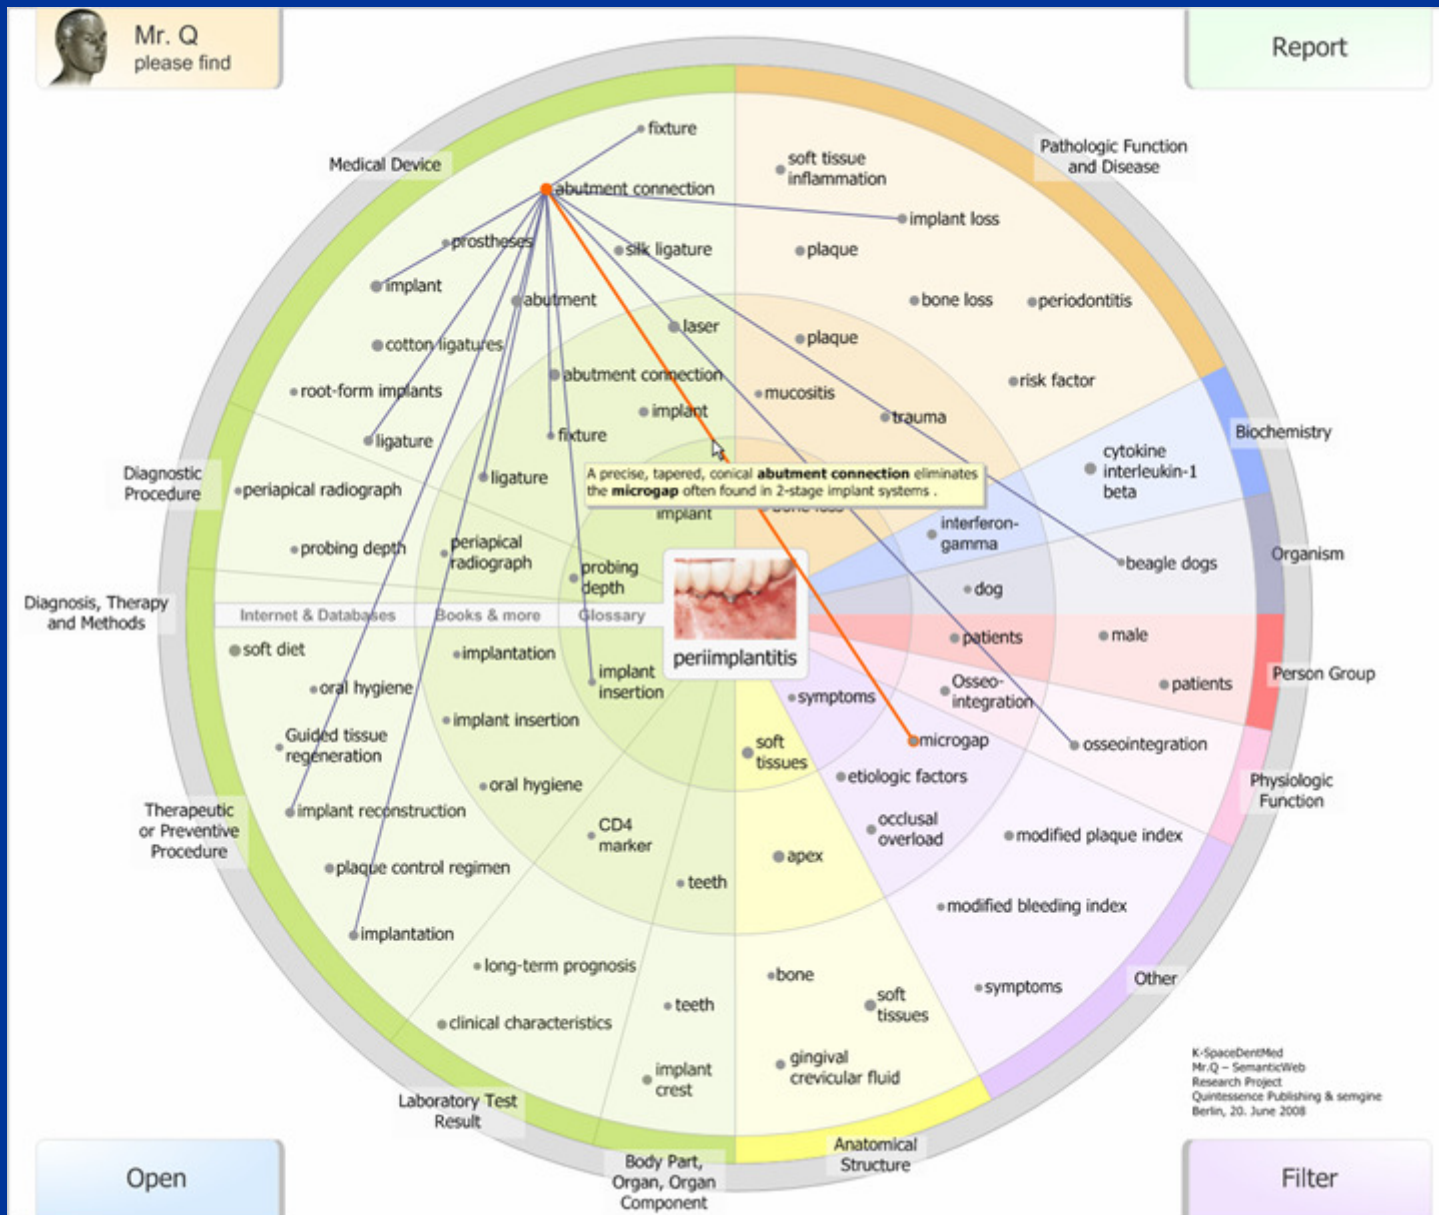 Mr. Q
please find
Report
fixture
Medical Device
Pathologic Function
and Disease
soft tissue
inflammation
abutment connection
implant loss
prostheses
silk ligature
plaque
implant
abutment
bone loss
periodontitis
laser
plaque
cotton ligatures
abutment connection
risk factor
root-form implants
mucositis
implant
trauma
ligature
fixture
Biochemistry
cytokine
interleukin-1
beta
Diagnostic
Procedure
periapical radiograph
ligature
A precise, tapered, conical abutment connection eliminates
the microgap often found in 2-stage implant systems .
implant
bone loss
interferon-
gamma
probing depth
periapical
radiograph
probing
depth
beagle dogs
Organism
dog
Diagnosis, Therapy
and Methods
Internet & Databases
Books & more
Glossary
periimplantitis
patients
male
soft diet
implantation
implant
insertion
Person Group
patients
oral hygiene
symptoms
Osseo-
integration
implant insertion
Guided tissue
regeneration
soft
tissues
microgap
osseointegration
etiologic factors
oral hygiene
Physiologic
Function
Therapeutic
or Preventive
Procedure
implant reconstruction
CD4
marker
occlusal
overload
modified plaque index
plaque control regimen
apex
teeth
modified bleeding index
implantation
long-term prognosis
bone
symptoms
Other
teeth
soft
tissues
clinical characteristics
implant
crest
gingival
crevicular fluid
K-SpaceDentMed
Mr.Q – SemanticWeb
Research Project
Quintessence Publishing & semgine
Berlin, 20. June 2008
Laboratory Test
Result
Anatomical
Structure
Body Part,
Organ, Organ
Component
Open
Filter